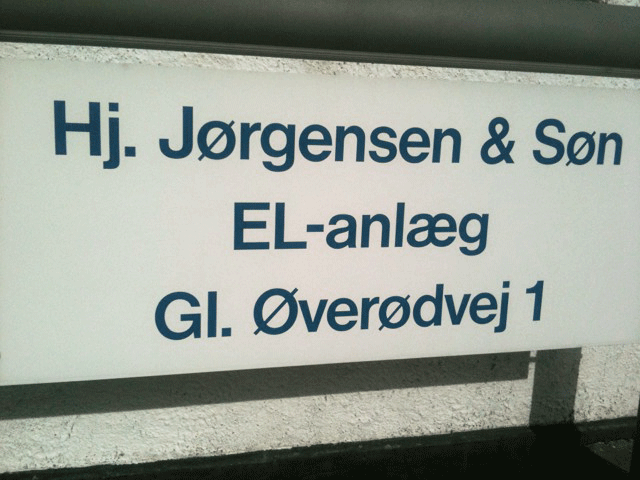 Hj. Jørgensen & Søn
EL-anlæg
Gl. Øverødvej 1